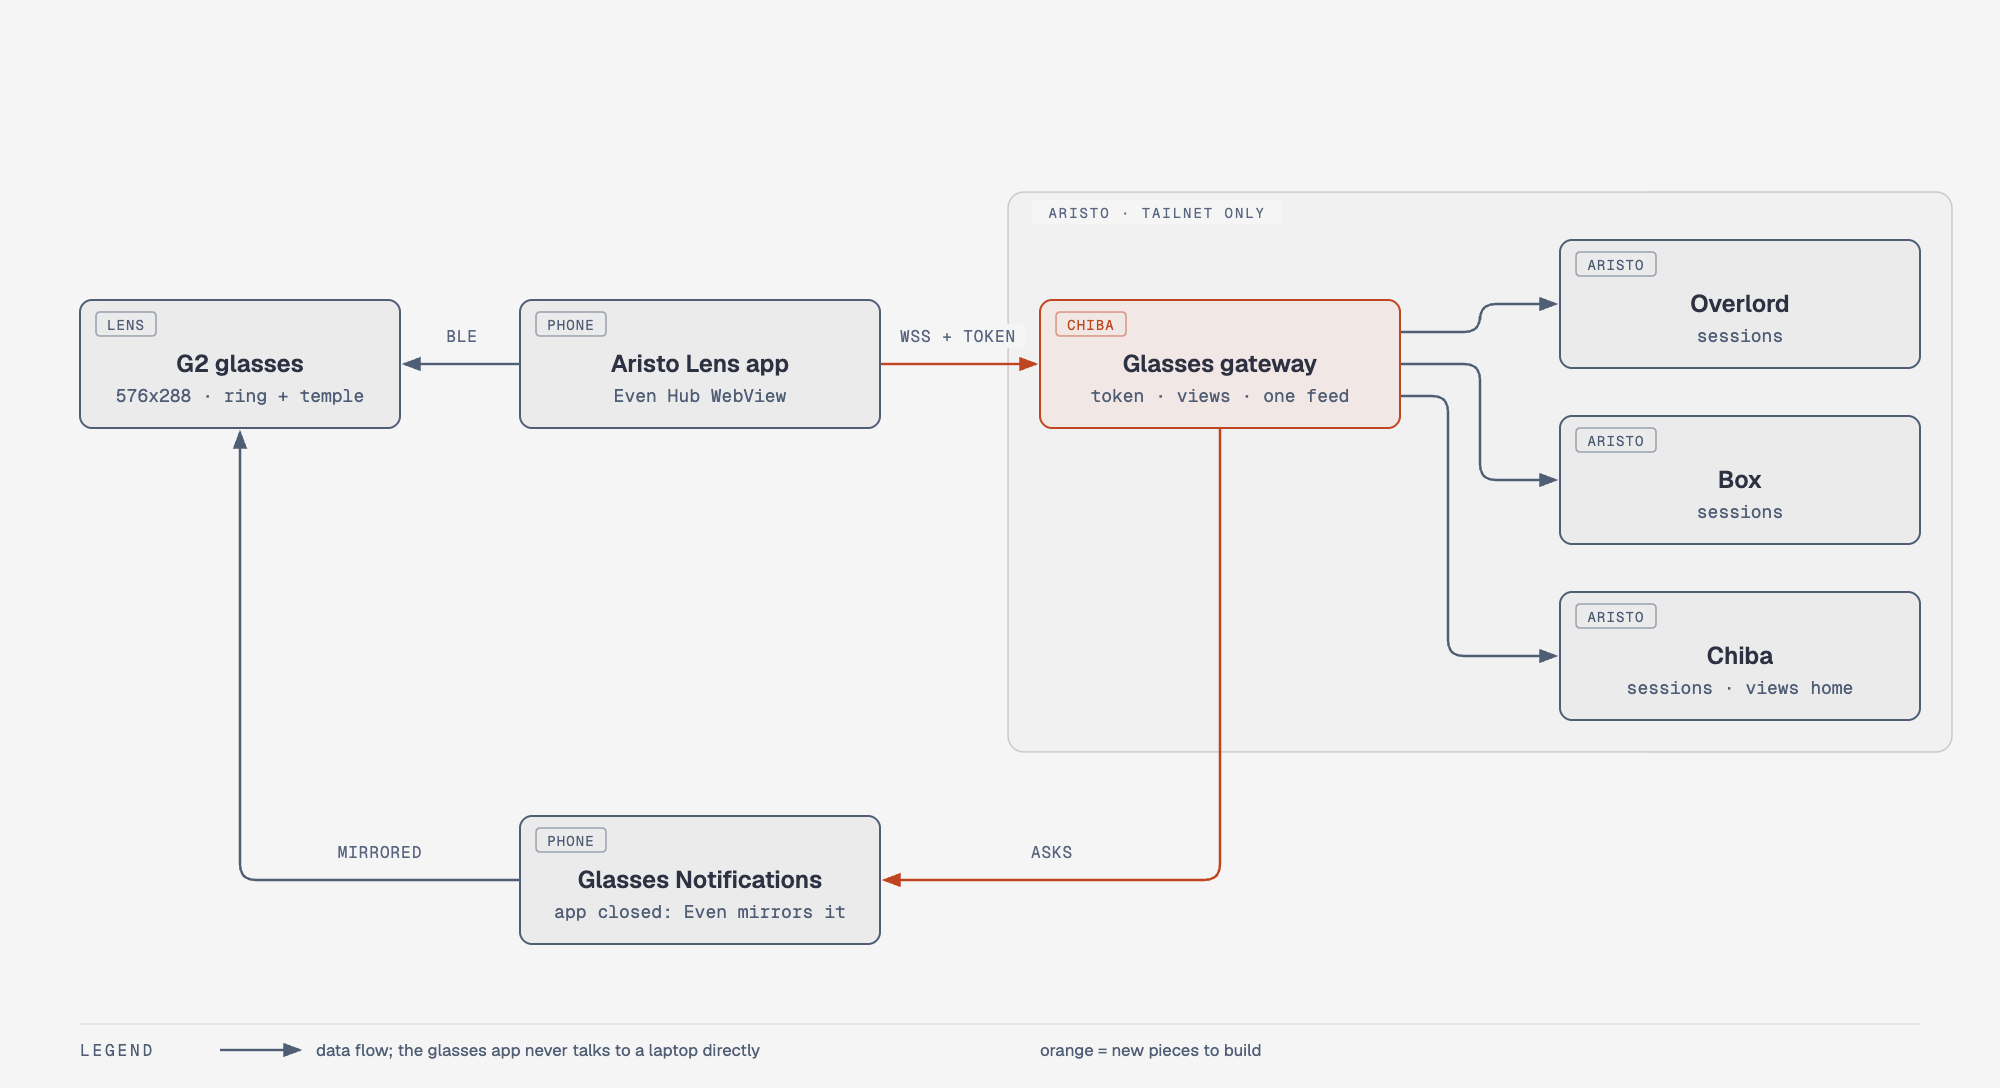 ARISTO · TAILNET ONLY
LENS
G2 glasses
576x288 · ring + temple
BLE
PHONE
Aristo Lens app
Even Hub WebView
WSS + TOKEN
CHIBA
Glasses gateway
token · views · one feed
ARISTO
Overlord
sessions
ARISTO
Box
sessions
ARISTO
Chiba
sessions · views home
MIRRORED
PHONE
Glasses Notifications
app closed: Even mirrors it
ASKS
LEGEND
data flow; the glasses app never talks to a laptop directly
orange = new pieces to build